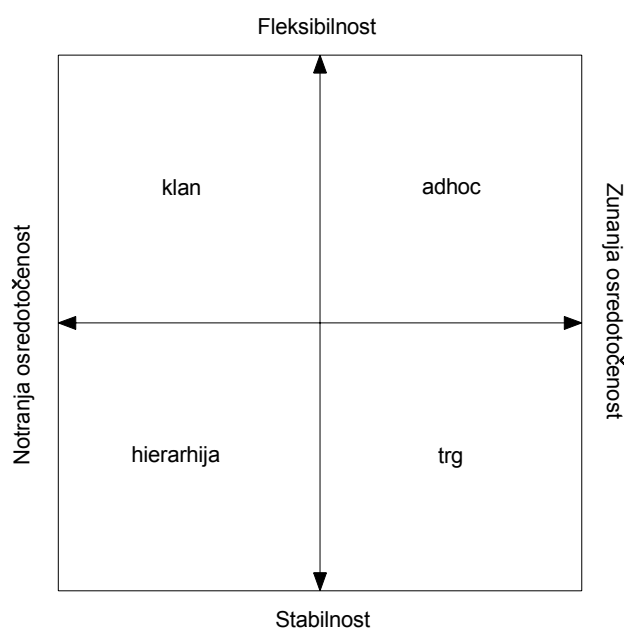 Fleksibilnost
klan
adhoc
Notranja osredotočenost
Zunanja osredotočenost
hierarhija
trg
Stabilnost